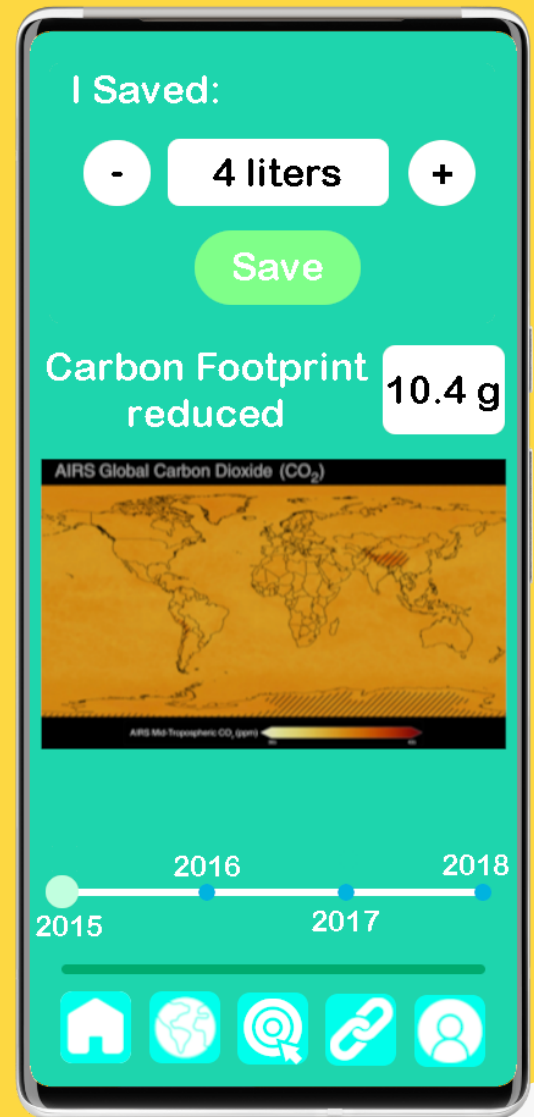 I Saved:
- 4 liters +
Save
Carbon Footprint
reduced
10.4 g
AIRS Global Carbon Dioxide (CO₂)
AIRS Mid-Tropospheric CO₂ (ppm)
2016 2018
2015 2017